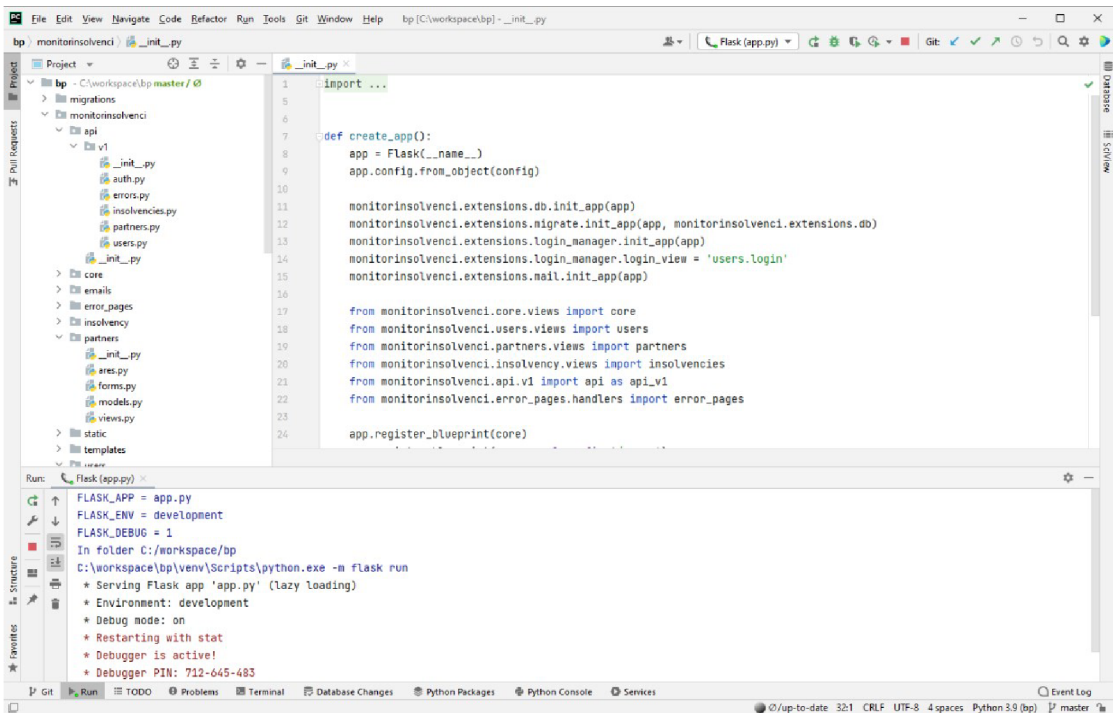 File Edit View Navigate Code Refactor Run Tools Git Window Help bp [C:\workspace\bp] - __init__.py
bp monitorinsolvenci __init__.py
Flask (app.py)
Git:
Project
__init__.py
Project
Pull Requests
Structure
Favorites
Database
SciView
bp - C:\workspace\bp master / Ø
migrations
monitorinsolvenci
api
v1
__init__.py
auth.py
errors.py
insolvencies.py
partners.py
users.py
__init__.py
core
emails
error_pages
insolvency
partners
__init__.py
ares.py
forms.py
models.py
views.py
static
templates
users
1 import ...
5
6
7 def create_app():
8 app = Flask(__name__)
9 app.config.from_object(config)
10
11 monitorinsolvenci.extensions.db.init_app(app)
12 monitorinsolvenci.extensions.migrate.init_app(app, monitorinsolvenci.extensions.db)
13 monitorinsolvenci.extensions.login_manager.init_app(app)
14 monitorinsolvenci.extensions.login_manager.login_view = 'users.login'
15 monitorinsolvenci.extensions.mail.init_app(app)
16
17 from monitorinsolvenci.core.views import core
18 from monitorinsolvenci.users.views import users
19 from monitorinsolvenci.partners.views import partners
20 from monitorinsolvenci.insolvency.views import insolvencies
21 from monitorinsolvenci.api.v1 import api as api_v1
22 from monitorinsolvenci.error_pages.handlers import error_pages
23
24 app.register_blueprint(core)
Run: Flask (app.py)
FLASK_APP = app.py
FLASK_ENV = development
FLASK_DEBUG = 1
In folder C:/workspace/bp
C:\workspace\bp\venv\Scripts\python.exe -m flask run
* Serving Flask app 'app.py' (lazy loading)
* Environment: development
* Debug mode: on
* Restarting with stat
* Debugger is active!
* Debugger PIN: 712-645-483
Git Run TODO Problems Terminal Database Changes Python Packages Python Console Services Event Log
Ø/up-to-date 32:1 CRLF UTF-8 4 spaces Python 3.9 (bp) master